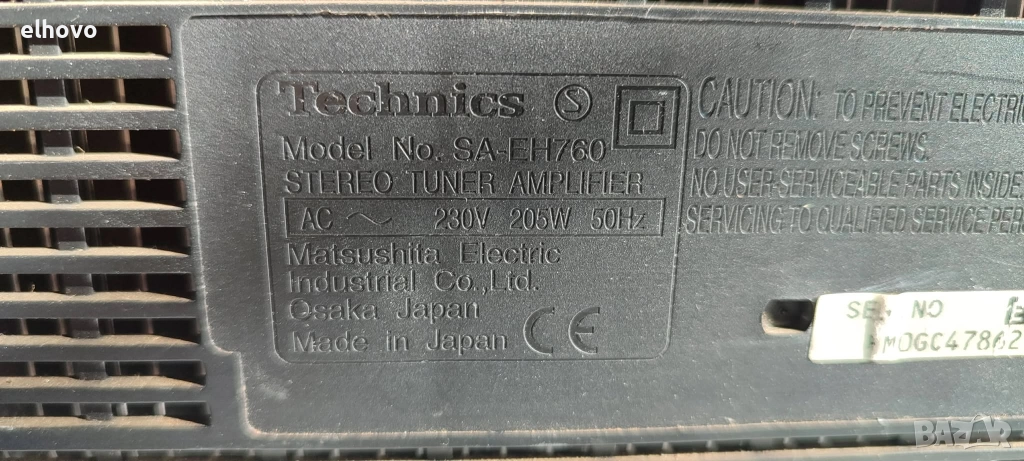 elhovo
Technics S
Model No. SA-EH760
STEREO TUNER AMPLIFIER
AC ~ 230V 205W 50Hz
Matsushita Electric
Industrial Co.,Ltd.
Osaka Japan
Made in Japan CE
CAUTION: TO PREVENT ELECTRIC
DO NOT REMOVE SCREWS.
NO USER-SERVICEABLE PARTS INSIDE.
SERVICING TO QUALIFIED SERVICE PERS
SER NO E
MOGC47862
BAZAR